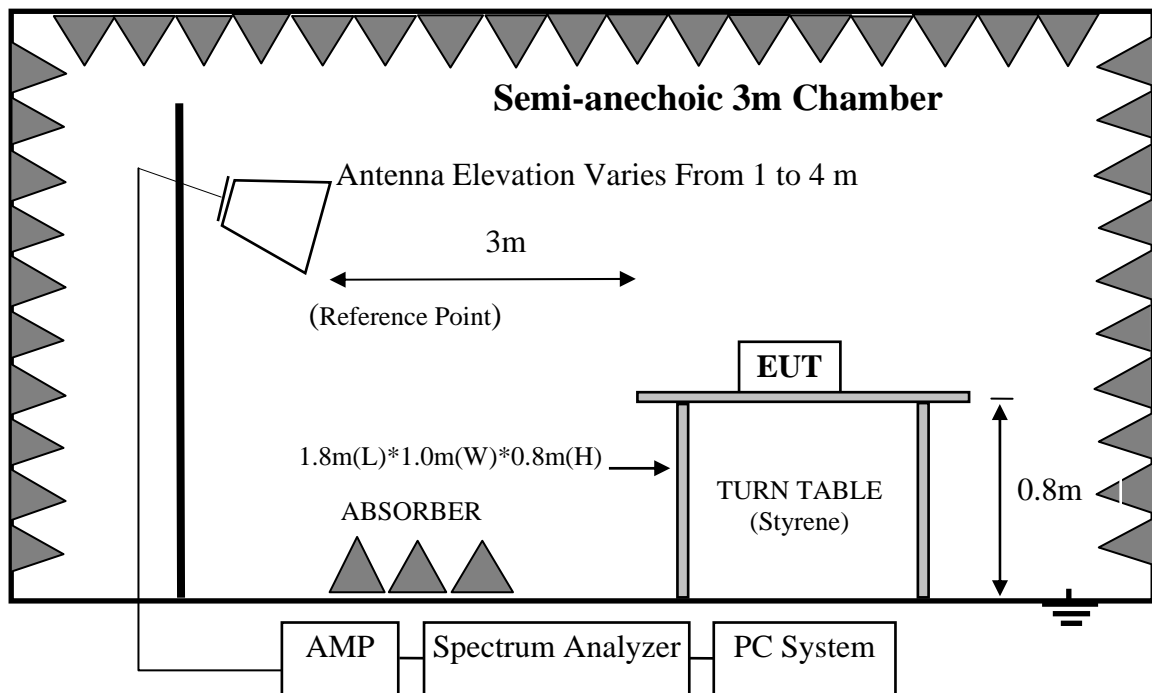 Semi-anechoic 3m Chamber
Antenna Elevation Varies From 1 to 4 m
3m
(Reference Point)
EUT
1.8m(L)*1.0m(W)*0.8m(H)
TURN TABLE
(Styrene)
0.8m
ABSORBER
AMP
Spectrum Analyzer
PC System